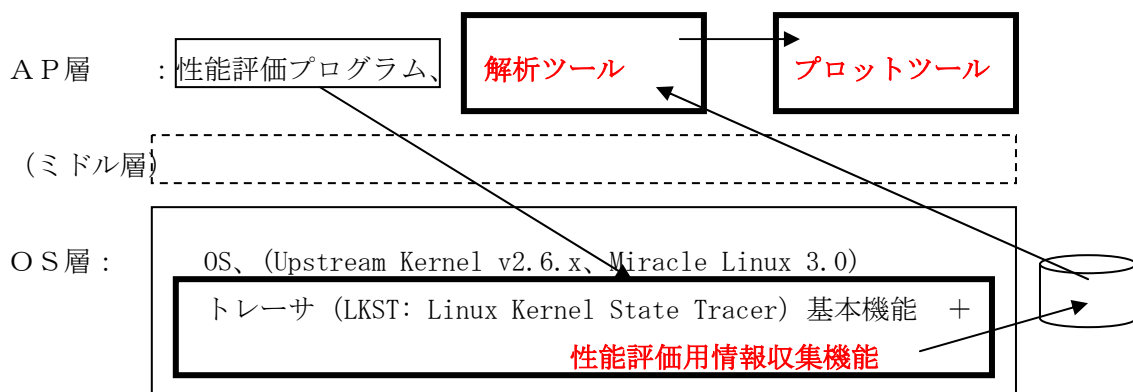 ＡＰ層　　：性能評価プログラム、　解析ツール　プロットツール
（ミドル層）
ＯＳ層：　OS、(Upstream Kernel v2.6.x、Miracle Linux 3.0)
トレーサ (LKST: Linux Kernel State Tracer) 基本機能　＋
性能評価用情報収集機能